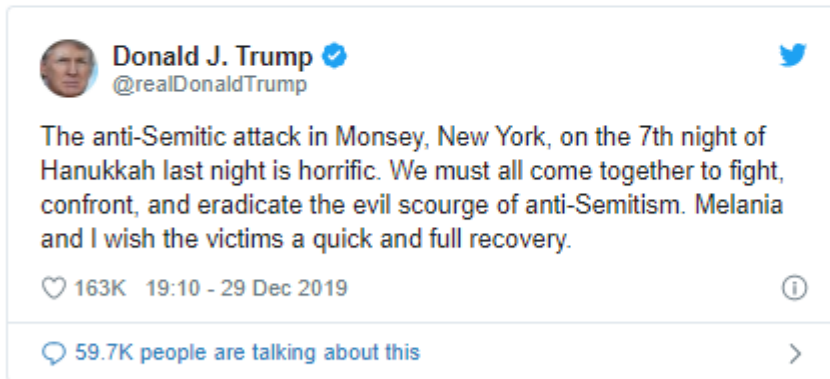 Donald J. Trump
@realDonaldTrump
The anti-Semitic attack in Monsey, New York, on the 7th night of
Hanukkah last night is horrific. We must all come together to fight,
confront, and eradicate the evil scourge of anti-Semitism. Melania
and I wish the victims a quick and full recovery.
163K 19:10 - 29 Dec 2019
59.7K people are talking about this